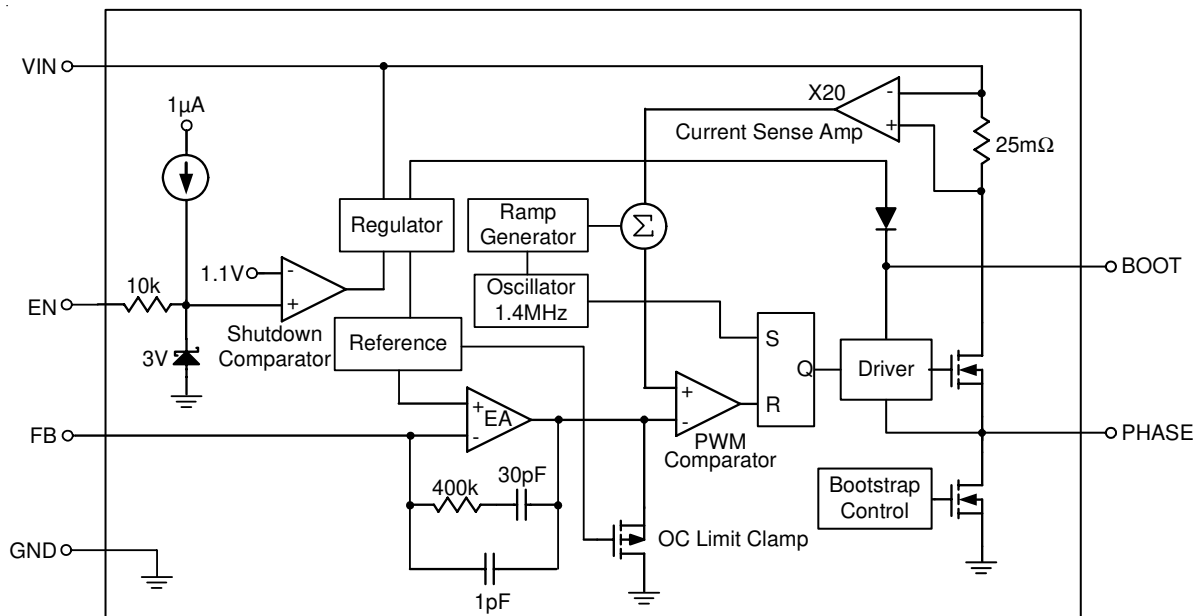 VIN
1µA
X20
-
+
Current Sense Amp
25mΩ
Regulator
Ramp
Generator
Σ
1.1V
-
+
BOOT
10k
EN
Oscillator
1.4MHz
Shutdown
Comparator
Reference
3V
S
Q
R
Driver
+
-
EA
+
-
PWM
Comparator
FB
PHASE
400k
30pF
Bootstrap
Control
OC Limit Clamp
GND
1pF